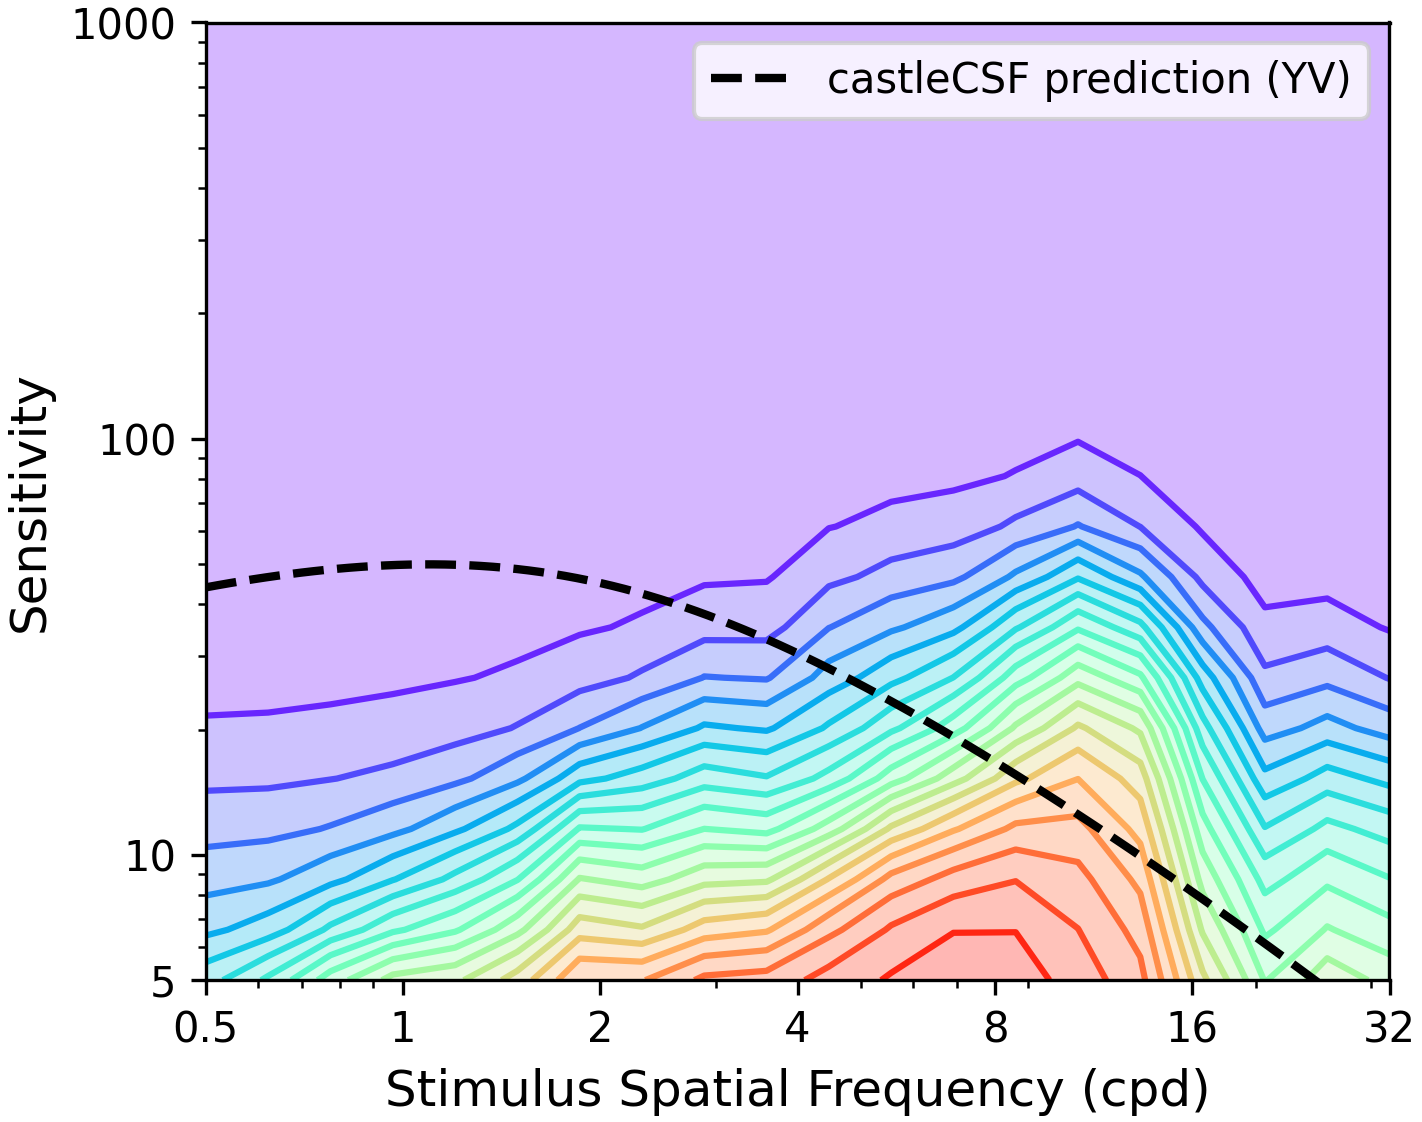 1000
castleCSF prediction (YV)
100
10
5
Sensitivity
0.5 1 2 4 8 16 32
Stimulus Spatial Frequency (cpd)